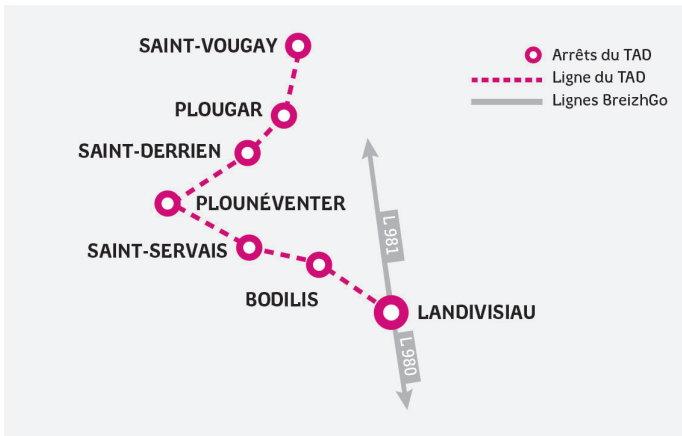 SAINT-VOUGAY
Arrêts du TAD
Ligne du TAD
Lignes BreizhGo
PLOUGAR
SAINT-DERRIEN
PLOUNÉVENTER
L 981
SAINT-SERVAIS
BODILIS
LANDIVISIAU
L 980